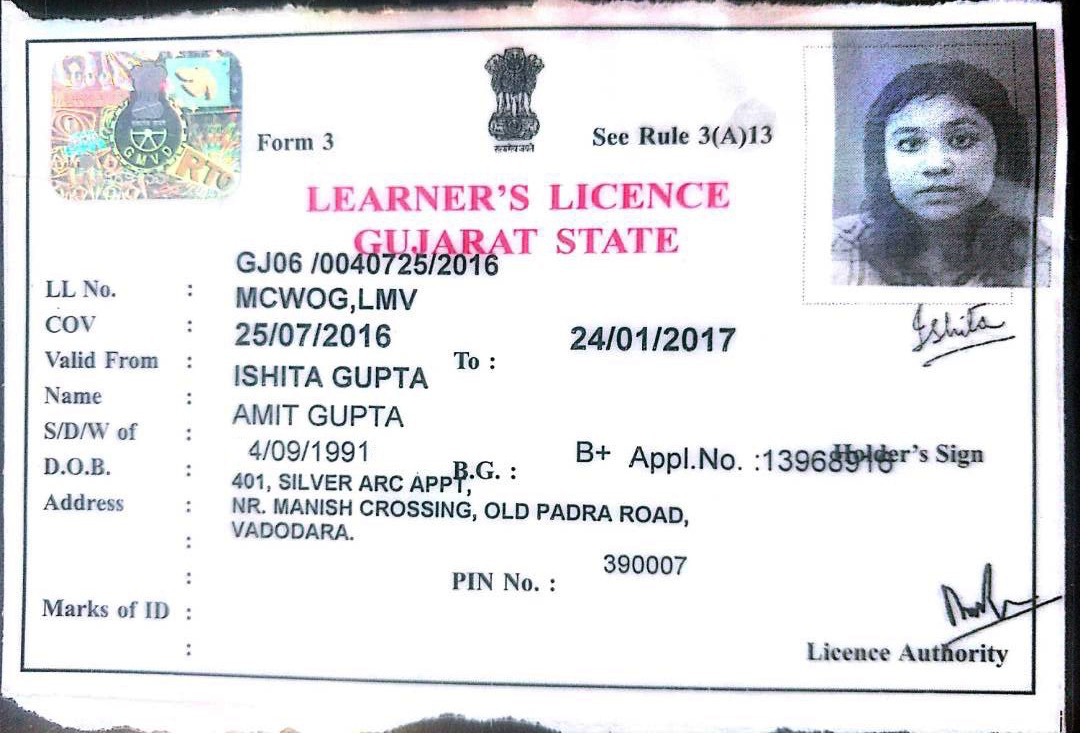 GMVD
RTO
Form 3
सत्यमेव जयते
See Rule 3(A)13
LEARNER'S LICENCE
GUJARAT STATE
LL No. : GJ06 /0040725/2016
COV : MCWOG,LMV
Valid From : 25/07/2016 To : 24/01/2017
Ishita
Name : ISHITA GUPTA
S/D/W of : AMIT GUPTA
D.O.B. : 4/09/1991 B.G. : B+ Appl.No. :13968916 Holder's Sign
Address : 401, SILVER ARC APPT,
: NR. MANISH CROSSING, OLD PADRA ROAD,
: VADODARA.
PIN No. : 390007
Marks of ID :
:
Licence Authority